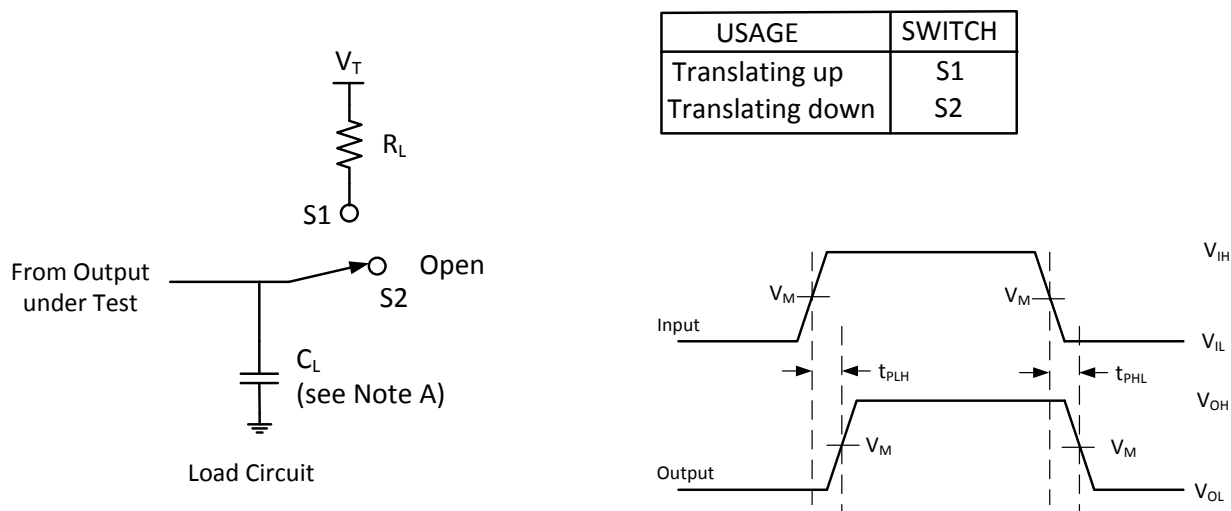 USAGE SWITCH
Translating up S1
Translating down S2
VT
RL
S1
From Output
under Test
Open
S2
CL
(see Note A)
Load Circuit
VIH
VM VM
Input
VIL
tPLH tPHL
VOH
VM VM
Output
VOL